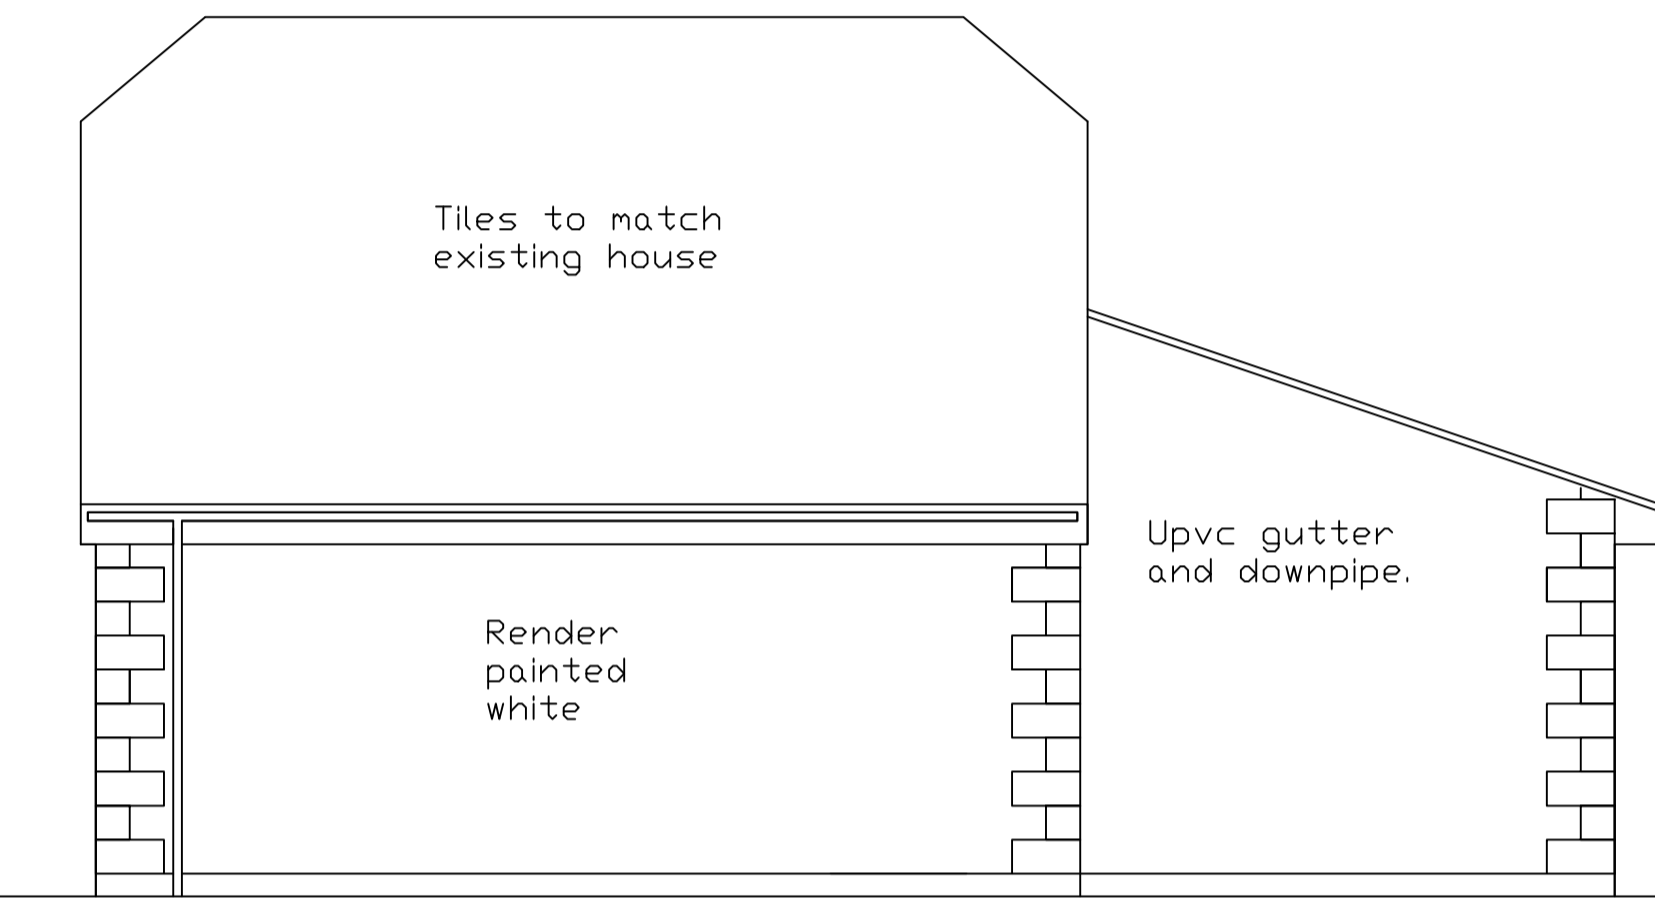 Tiles to match
existing house
Upvc gutter
and downpipe.
Render
painted
white